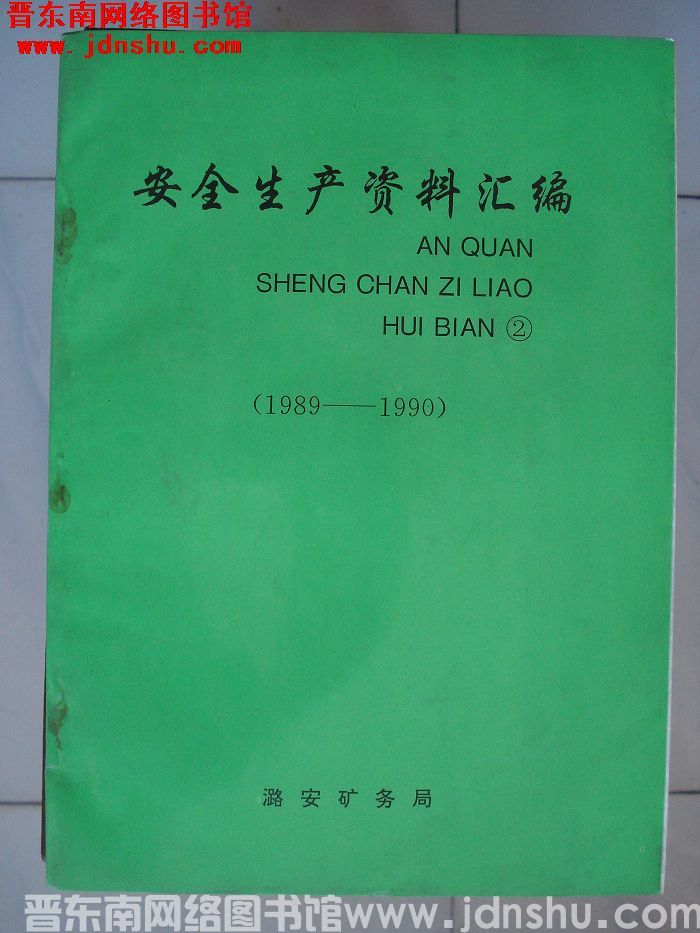 晋东南网络图书馆
www.jdnshu.com
安全生产资料汇编
AN QUAN
SHENG CHAN ZI LIAO
HUI BIAN ②
(1989——1990)
潞安矿务局
晋东南网络图书馆www.jdnshu.com